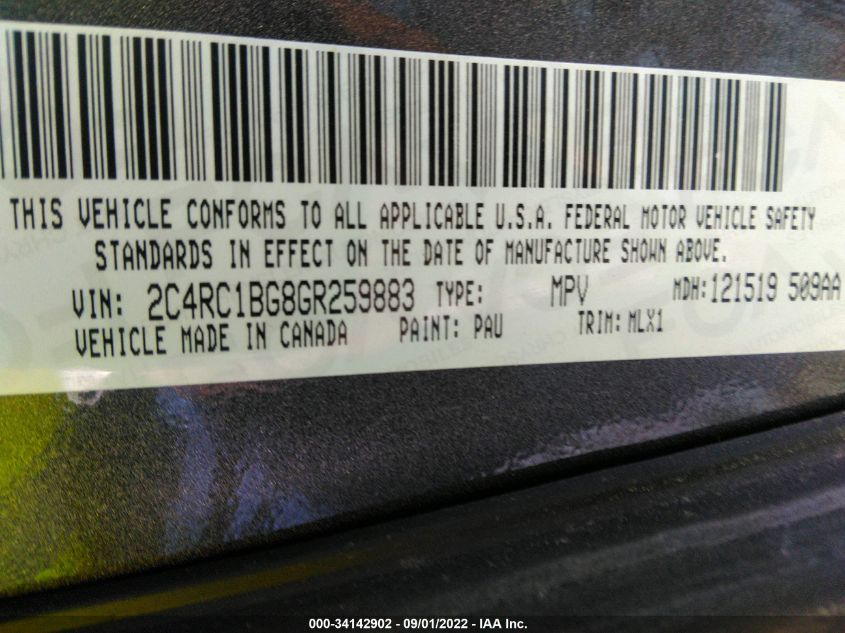 THIS VEHICLE CONFORMS TO ALL APPLICABLE U.S.A. FEDERAL MOTOR VEHICLE SAFETY
STANDARDS IN EFFECT ON THE DATE OF MANUFACTURE SHOWN ABOVE.
VIN: 2C4RC1BG8GR259883 TYPE: MPV MDH:121519 509AA
VEHICLE MADE IN CANADA PAINT: PAU TRIM: MLX1
000-34142902 - 09/01/2022 - IAA Inc.